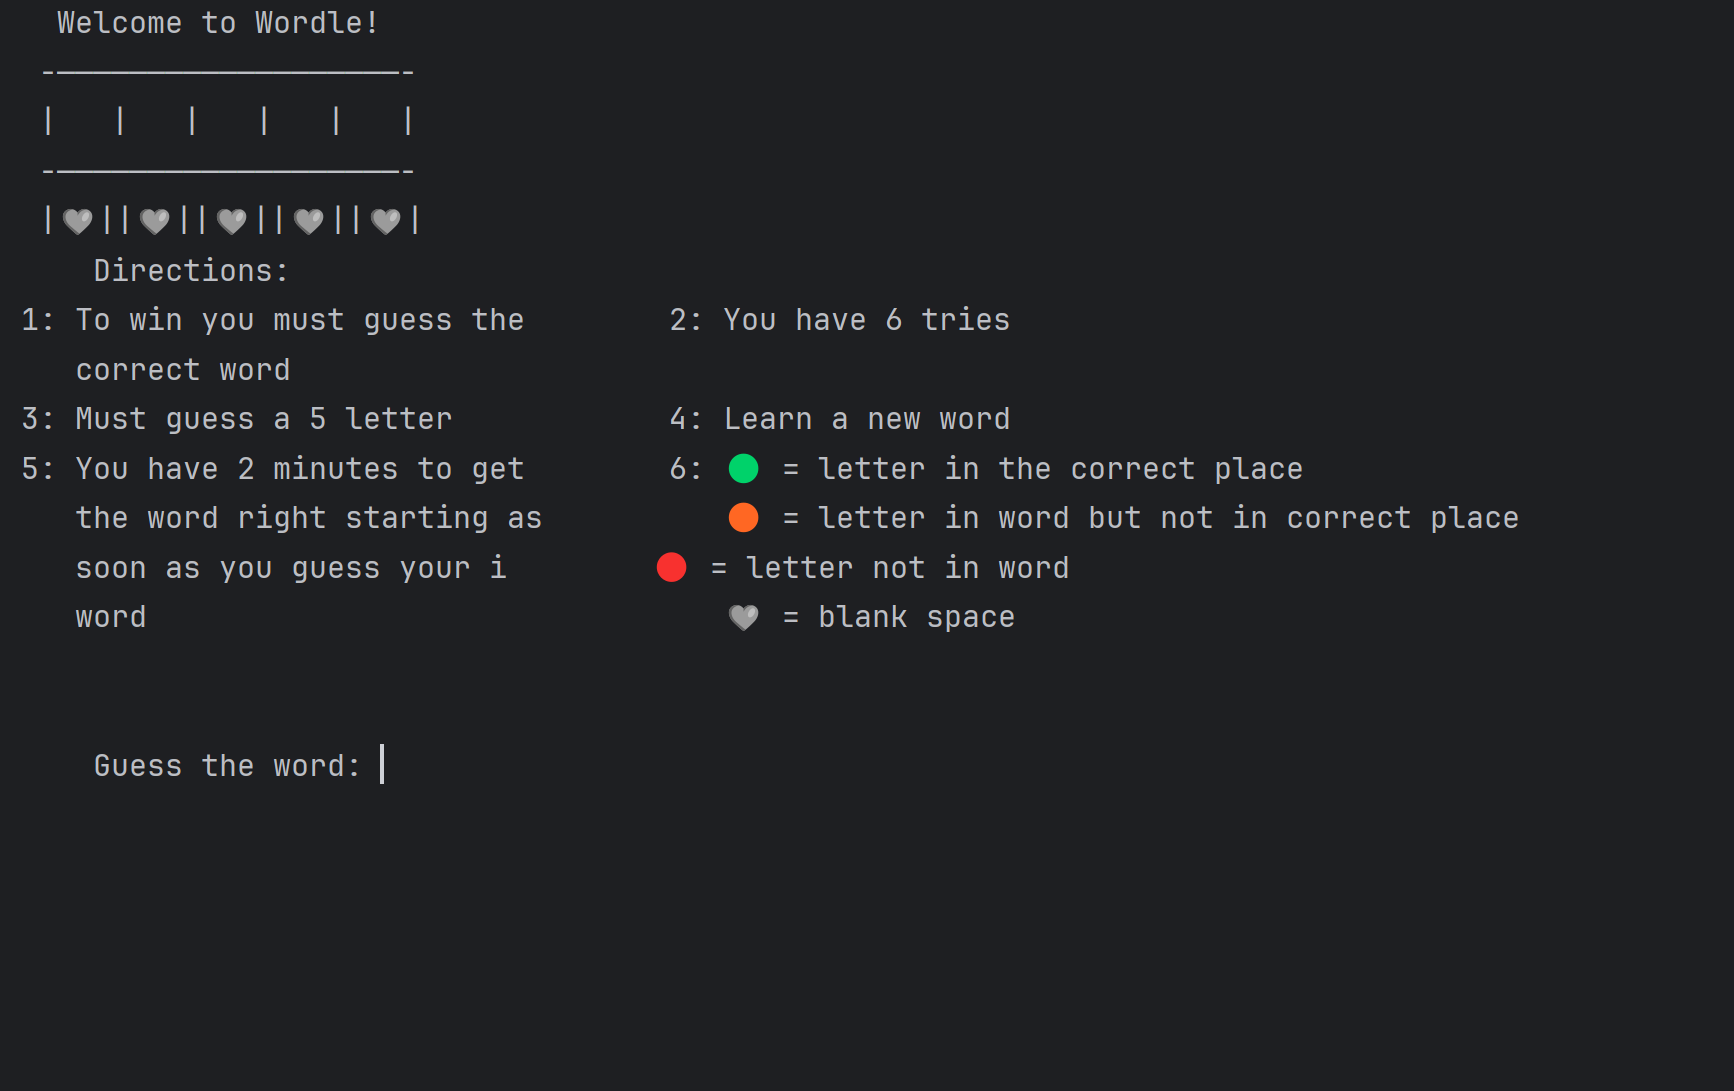 Welcome to Wordle!
-———————————————————-
|   |   |   |   |   |
-———————————————————-
|🩶||🩶||🩶||🩶||🩶|
Directions:
1: To win you must guess the        2: You have 6 tries
correct word
3: Must guess a 5 letter            4: Learn a new word
5: You have 2 minutes to get        6: 🟢 = letter in the correct place
the word right starting as          🟠 = letter in word but not in correct place
soon as you guess your i        🔴 = letter not in word
word                                🩶 = blank space
Guess the word: